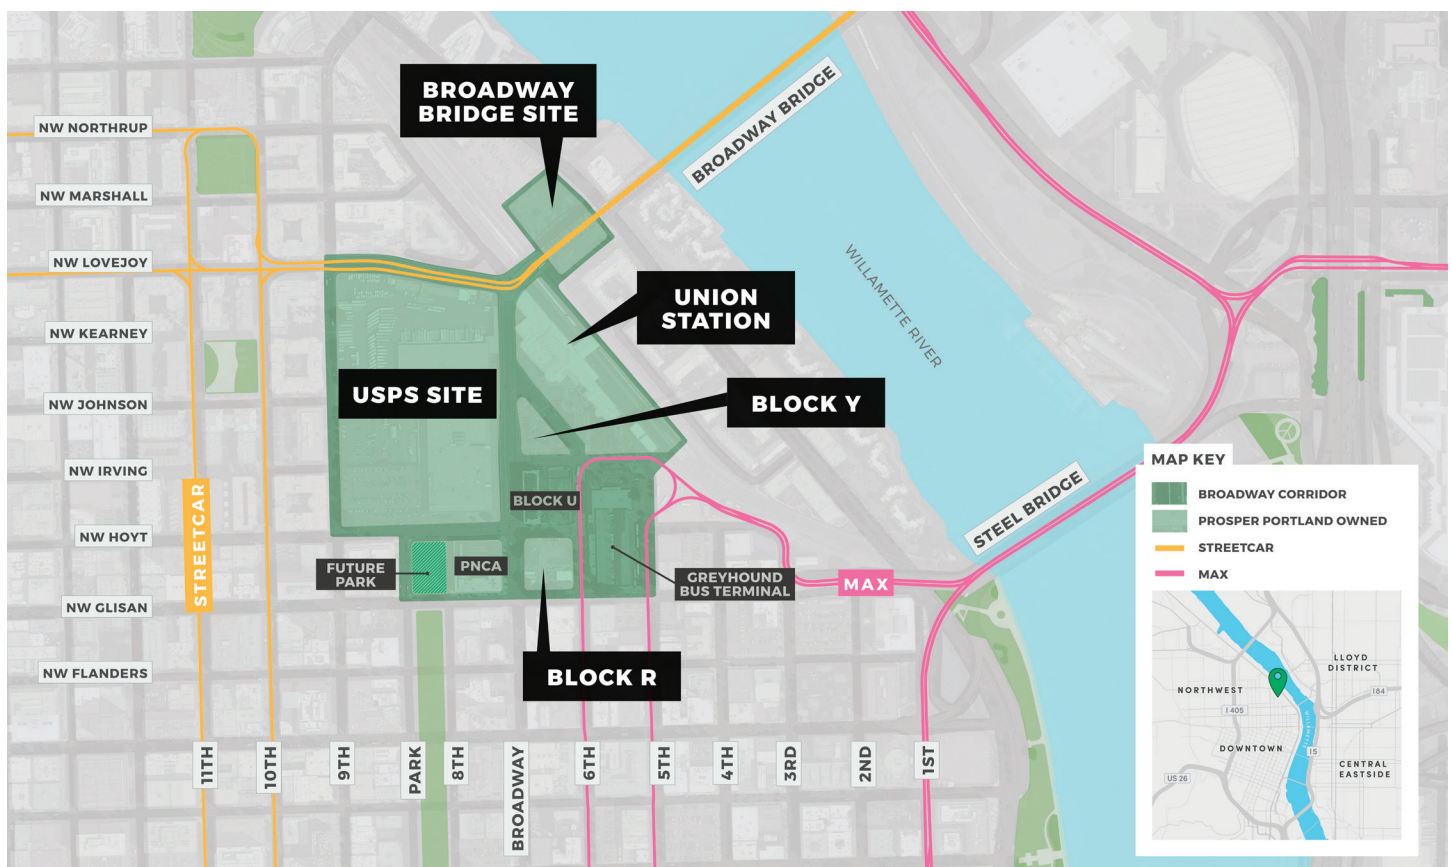 BROADWAY
BRIDGE SITE
NW NORTHRUP
NW MARSHALL
NW LOVEJOY
NW KEARNEY
NW JOHNSON
NW IRVING
NW HOYT
NW GLISAN
NW FLANDERS
BROADWAY BRIDGE
WILLAMETTE RIVER
UNION
STATION
USPS SITE
BLOCK Y
BLOCK U
STREETCAR
FUTURE
PARK
PNCA
GREYHOUND
BUS TERMINAL
MAX
STEEL BRIDGE
BLOCK R
11TH
10TH
9TH
PARK
8TH
BROADWAY
6TH
5TH
4TH
3RD
2ND
1ST
MAP KEY
BROADWAY CORRIDOR
PROSPER PORTLAND OWNED
STREETCAR
MAX
LLOYD
DISTRICT
NORTHWEST
I 84
I 405
WILLAMETTE
DOWNTOWN
I 5
CENTRAL
EASTSIDE
US 26